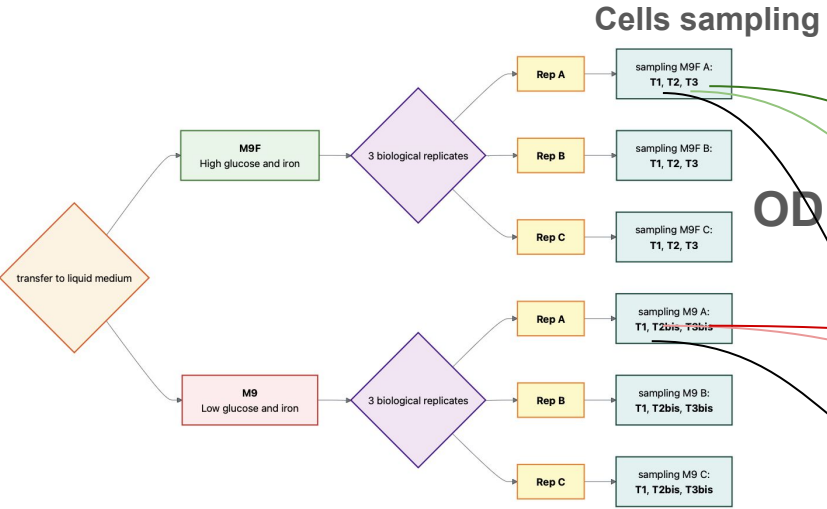 Cells sampling
Rep A
sampling M9F A:
T1, T2, T3
M9F
High glucose and iron
3 biological replicates
Rep B
sampling M9F B:
T1, T2, T3
OD
Rep C
sampling M9F C:
T1, T2, T3
transfer to liquid medium
Rep A
sampling M9 A:
T1, T2bis, T3bis
M9
Low glucose and iron
3 biological replicates
Rep B
sampling M9 B:
T1, T2bis, T3bis
Rep C
sampling M9 C:
T1, T2bis, T3bis